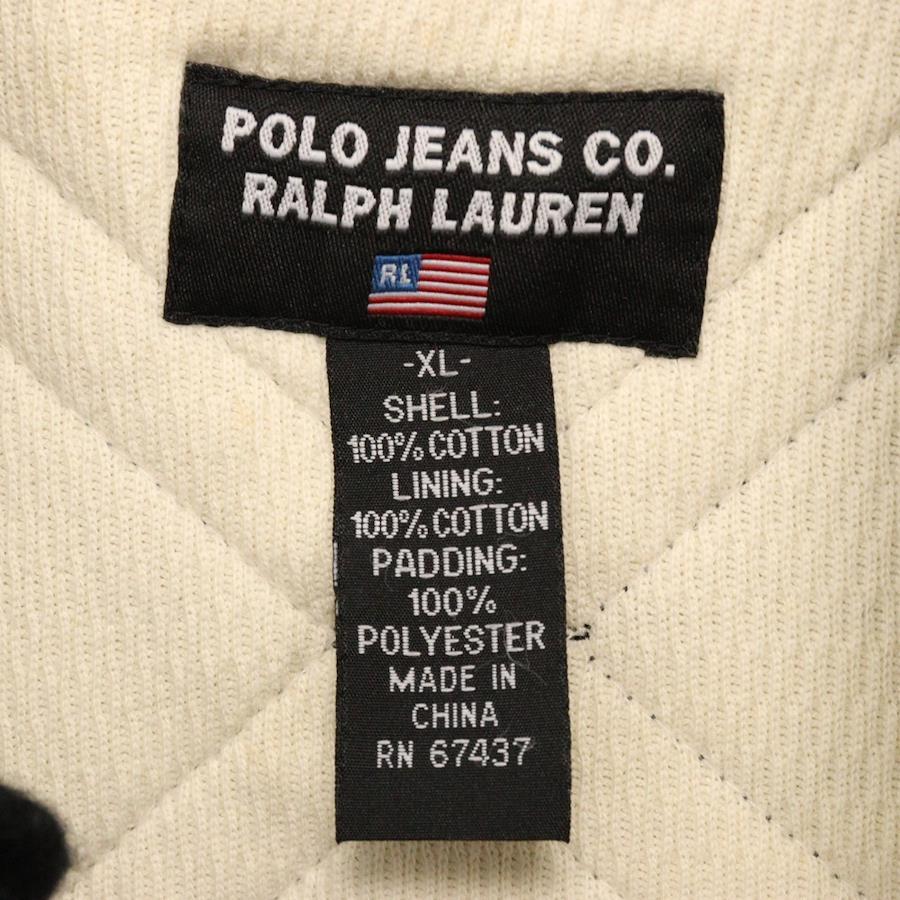 POLO JEANS CO.
RALPH LAUREN
RL
-XL-
SHELL:
100% COTTON
LINING:
100% COTTON
PADDING:
100%
POLYESTER
MADE IN
CHINA
RN 67437